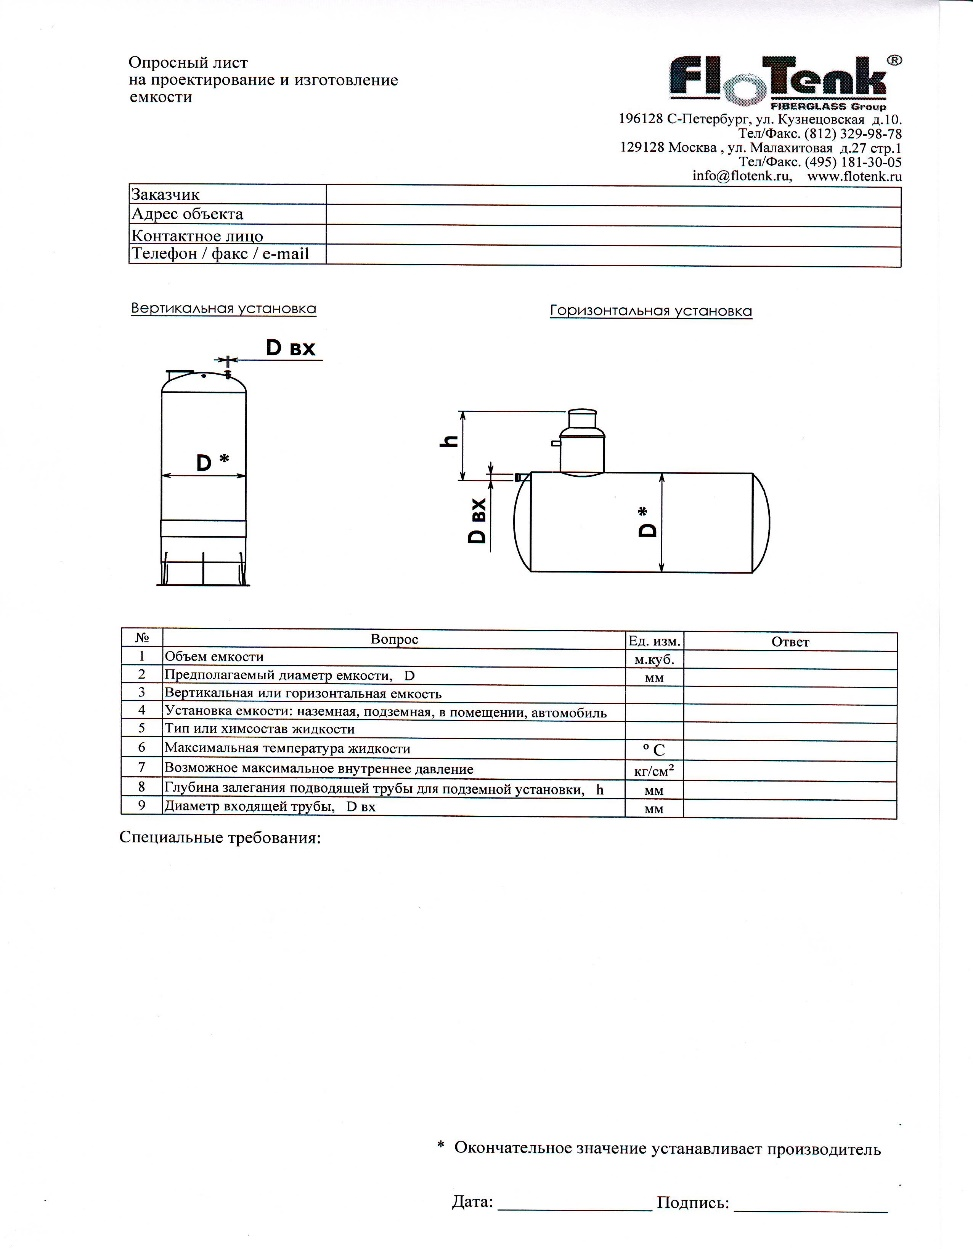 Опросный лист
на проектирование и изготовление
емкости
FloTenk®
FIBERGLASS Group
196128 С-Петербург, ул. Кузнецовская д.10.
Тел/Факс. (812) 329-98-78
129128 Москва , ул. Малахитовая д.27 стр.1
Тел/Факс. (495) 181-30-05
info@flotenk.ru, www.flotenk.ru
Заказчик
Адрес объекта
Контактное лицо
Телефон / факс / e-mail
Вертикальная установка
Горизонтальная установка
D вх
D *
h
D вх
D *
№ Вопрос Ед. изм. Ответ
1 Объем емкости м.куб.
2 Предполагаемый диаметр емкости, D мм
3 Вертикальная или горизонтальная емкость
4 Установка емкости: наземная, подземная, в помещении, автомобиль
5 Тип или химсостав жидкости
6 Максимальная температура жидкости º С
7 Возможное максимальное внутреннее давление кг/см²
8 Глубина залегания подводящей трубы для подземной установки, h мм
9 Диаметр входящей трубы, D вх мм
Специальные требования:
* Окончательное значение устанавливает производитель
Дата: _________________ Подпись: _________________